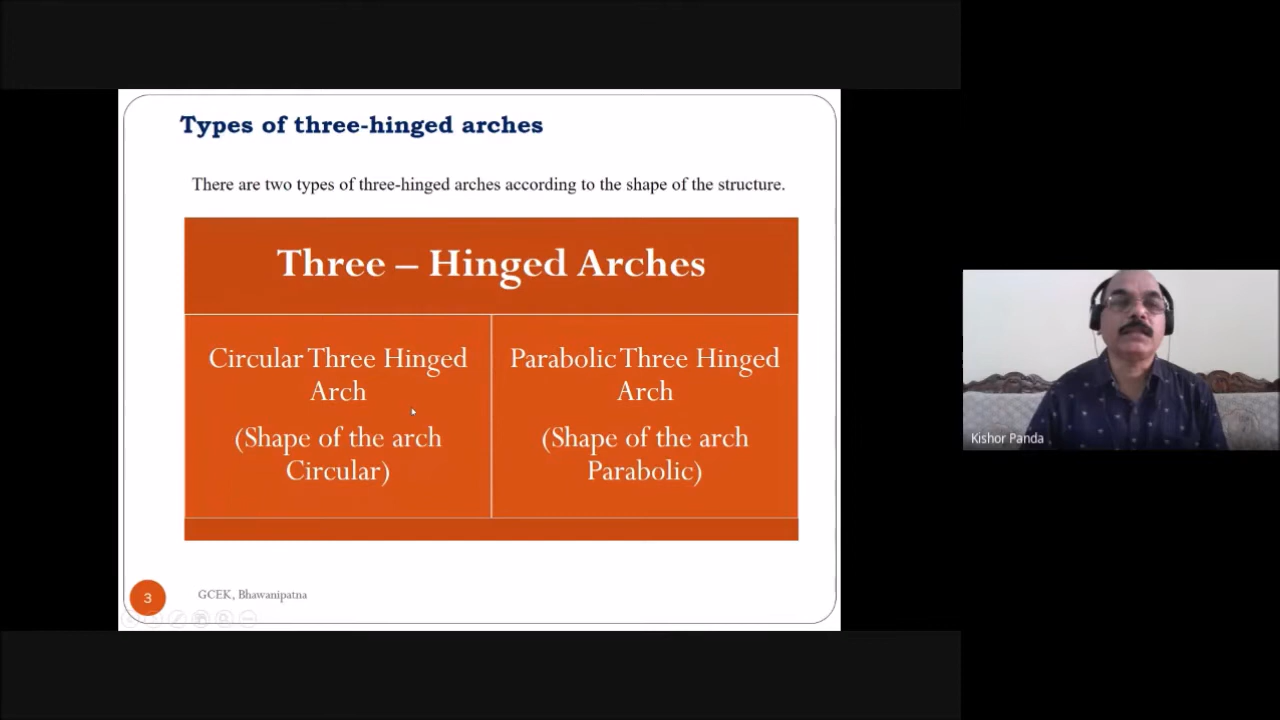 Types of three-hinged arches
There are two types of three-hinged arches according to the shape of the structure.
Three – Hinged Arches
Circular Three Hinged
Arch
(Shape of the arch
Circular)
Parabolic Three Hinged
Arch
(Shape of the arch
Parabolic)
3
GCEK, Bhawanipatna
Kishor Panda